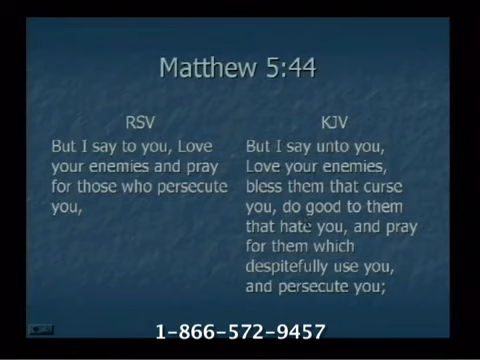 Matthew 5:44
RSV
But I say to you, Love
your enemies and pray
for those who persecute
you,
KJV
But I say unto you,
Love your enemies,
bless them that curse
you, do good to them
that hate you, and pray
for them which
despitefully use you,
and persecute you;
1-866-572-9457